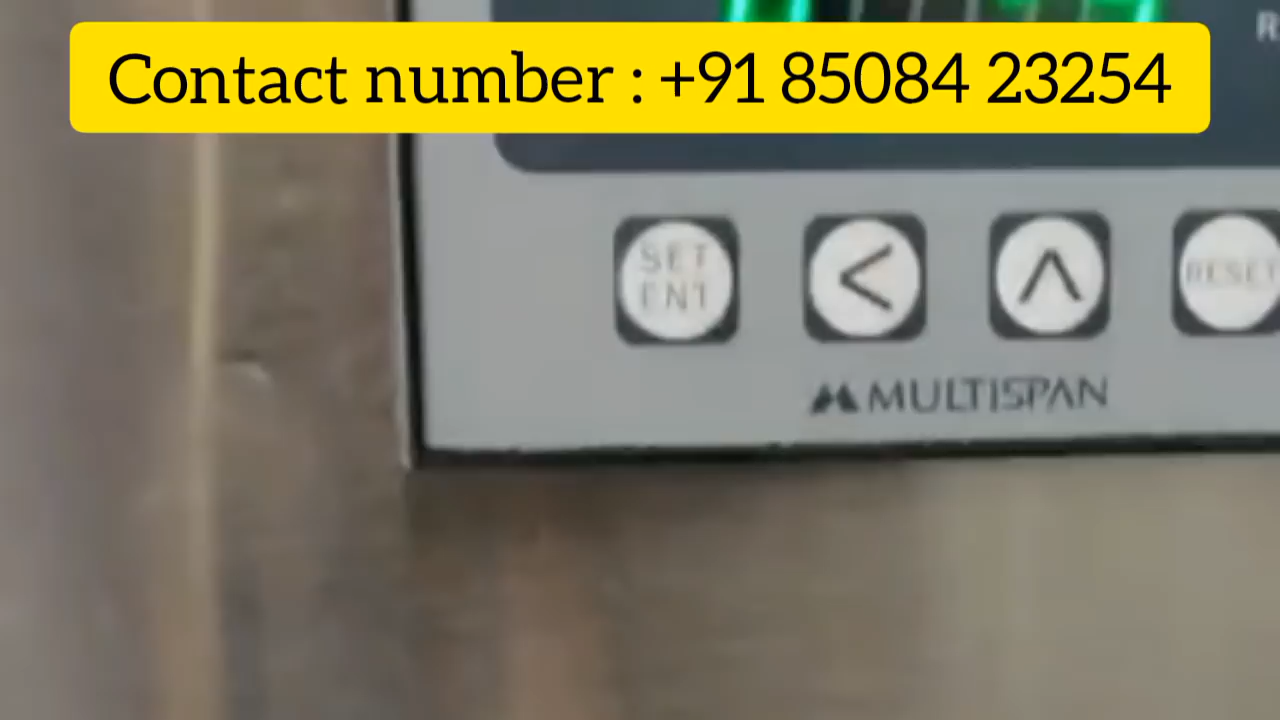 R
Contact number : +91 85084 23254
SET
ENT
<
∧
RESET
MULTISPAN